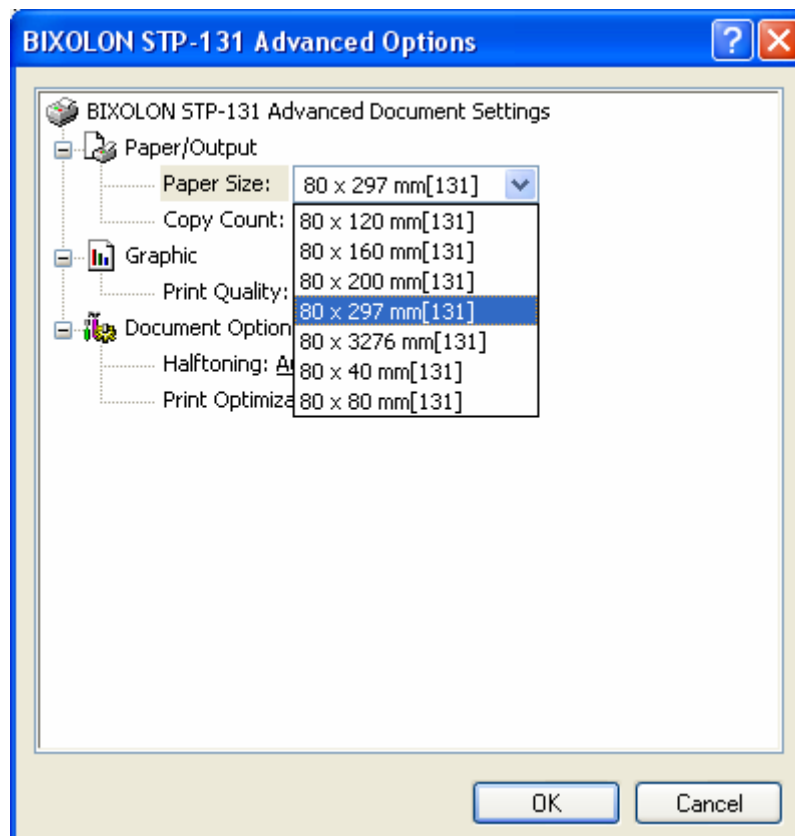 BIXOLON STP-131 Advanced Options
BIXOLON STP-131 Advanced Document Settings
Paper/Output
Paper Size: 80 x 297 mm[131]
Copy Count:
80 x 120 mm[131]
80 x 160 mm[131]
80 x 200 mm[131]
80 x 297 mm[131]
80 x 3276 mm[131]
80 x 40 mm[131]
80 x 80 mm[131]
Graphic
Print Quality:
Document Option
Halftoning: A
Print Optimiza
OK Cancel